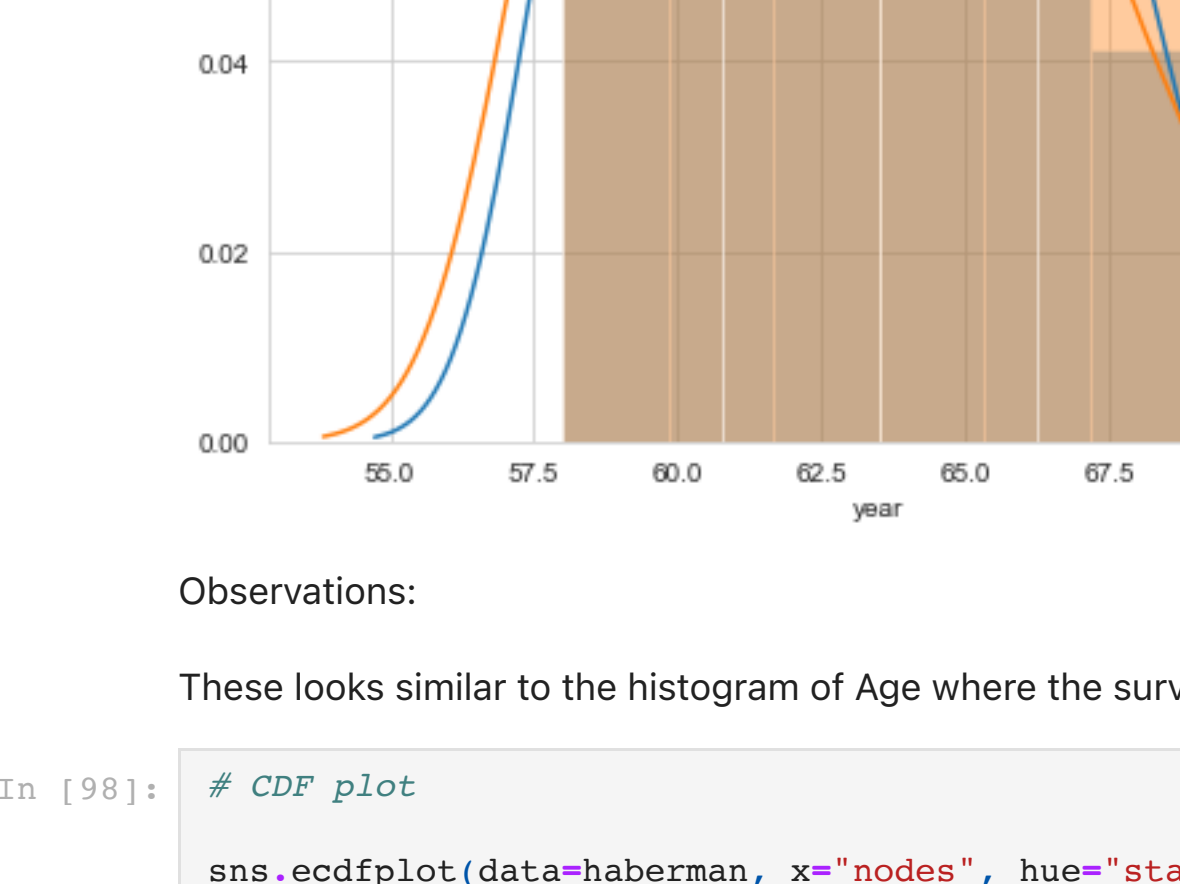 0.04
0.02
0.00
55.0 57.5 60.0 62.5 65.0 67.5
year
Observations:
These looks similar to the histogram of Age where the surv
In [98]:
# CDF plot
sns.ecdfplot(data=haberman, x="nodes", hue="sta